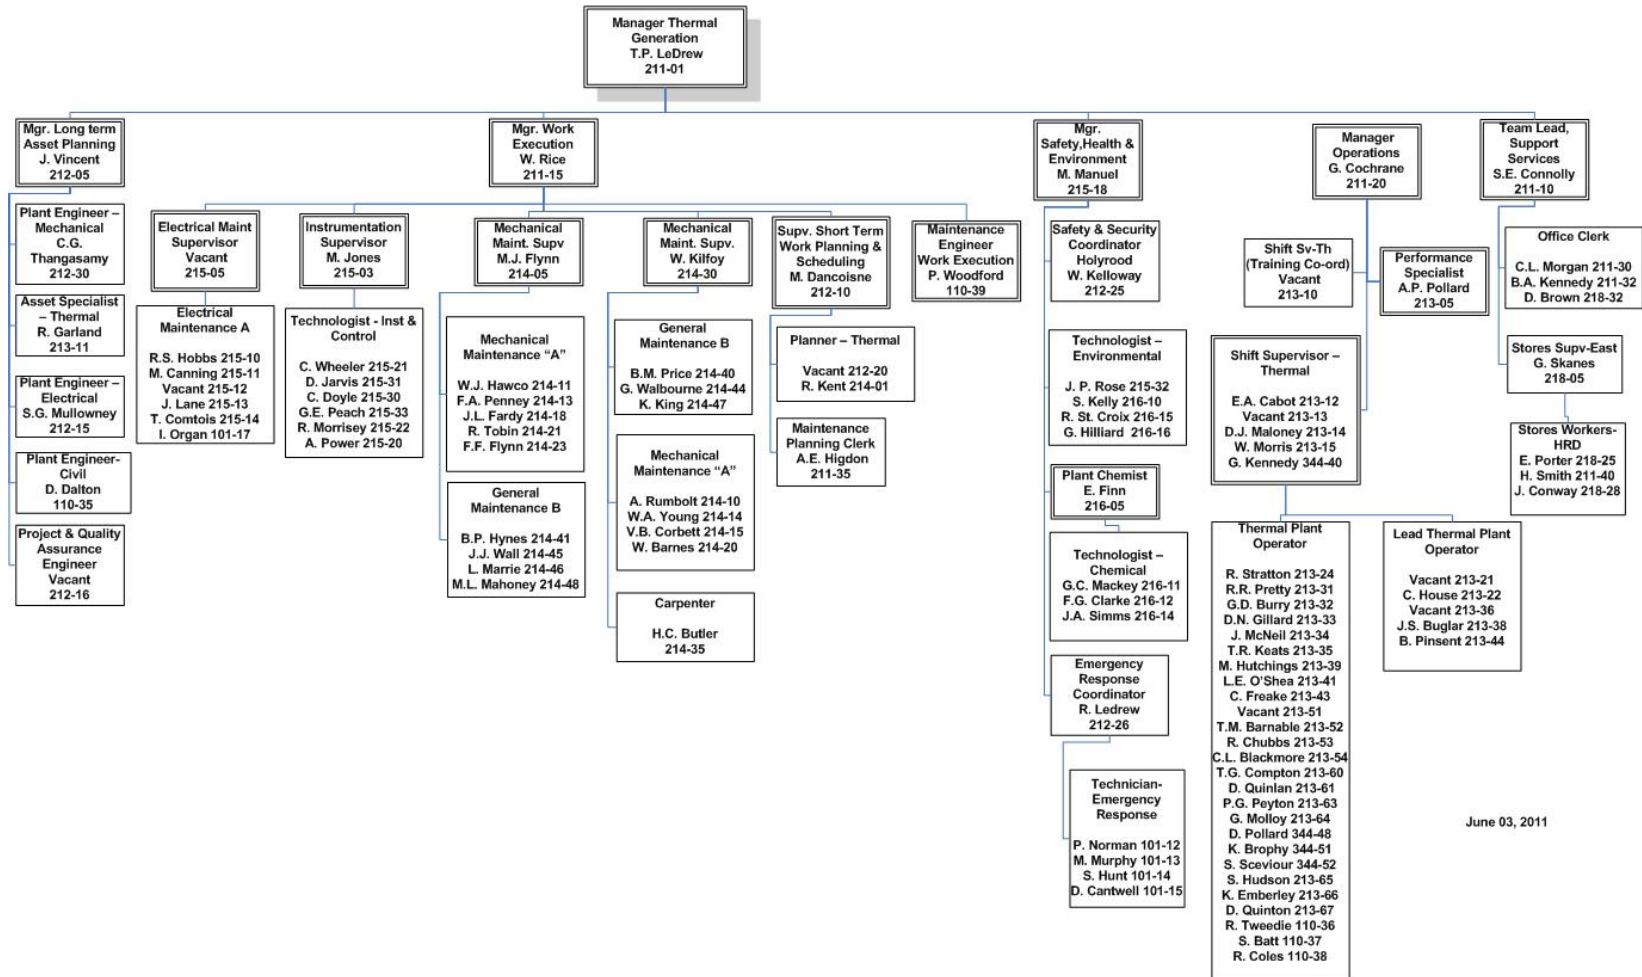 Manager Thermal
Generation
T.P. LeDrew
211-01
Mgr. Long term
Asset Planning
J. Vincent
212-05
Mgr. Work
Execution
W. Rice
211-15
Mgr.
Safety,Health &
Environment
M. Manuel
215-18
Manager
Operations
G. Cochrane
211-20
Team Lead,
Support
Services
S.E. Connolly
211-10
Plant Engineer –
Mechanical
C.G.
Thangasamy
212-30
Asset Specialist
– Thermal
R. Garland
213-11
Plant Engineer –
Electrical
S.G. Mullowney
212-15
Plant Engineer-
Civil
D. Dalton
110-35
Project & Quality
Assurance
Engineer
Vacant
212-16
Electrical Maint
Supervisor
Vacant
215-05
Electrical
Maintenance A
R.S. Hobbs 215-10
M. Canning 215-11
Vacant 215-12
J. Lane 215-13
T. Comtois 215-14
I. Organ 101-17
Instrumentation
Supervisor
M. Jones
215-03
Technologist - Inst &
Control
C. Wheeler 215-21
D. Jarvis 215-31
C. Doyle 215-30
G.E. Peach 215-33
R. Morrisey 215-22
A. Power 215-20
Mechanical
Maint. Supv
M.J. Flynn
214-05
Mechanical
Maintenance “A”
W.J. Hawco 214-11
F.A. Penney 214-13
J.L. Fardy 214-18
R. Tobin 214-21
F.F. Flynn 214-23
General
Maintenance B
B.P. Hynes 214-41
J.J. Wall 214-45
L. Marrie 214-46
M.L. Mahoney 214-48
Mechanical
Maint. Supv.
W. Kilfoy
214-30
General
Maintenance B
B.M. Price 214-40
G. Walbourne 214-44
K. King 214-47
Mechanical
Maintenance “A”
A. Rumbolt 214-10
W.A. Young 214-14
V.B. Corbett 214-15
W. Barnes 214-20
Carpenter
H.C. Butler
214-35
Supv. Short Term
Work Planning &
Scheduling
M. Dancoisne
212-10
Planner – Thermal
Vacant 212-20
R. Kent 214-01
Maintenance
Planning Clerk
A.E. Higdon
211-35
Maintenance
Engineer
Work Execution
P. Woodford
110-39
Safety & Security
Coordinator
Holyrood
W. Kelloway
212-25
Technologist –
Environmental
J. P. Rose 215-32
S. Kelly 216-10
R. St. Croix 216-15
G. Hilliard 216-16
Plant Chemist
E. Finn
216-05
Technologist –
Chemical
G.C. Mackey 216-11
F.G. Clarke 216-12
J.A. Simms 216-14
Emergency
Response
Coordinator
R. Ledrew
212-26
Technician-
Emergency
Response
P. Norman 101-12
M. Murphy 101-13
S. Hunt 101-14
D. Cantwell 101-15
Shift Sv-Th
(Training Co-ord)
Vacant
213-10
Performance
Specialist
A.P. Pollard
213-05
Shift Supervisor –
Thermal
E.A. Cabot 213-12
Vacant 213-13
D.J. Maloney 213-14
W. Morris 213-15
G. Kennedy 344-40
Thermal Plant
Operator
R. Stratton 213-24
R.R. Pretty 213-31
G.D. Burry 213-32
D.N. Gillard 213-33
J. McNeil 213-34
T.R. Keats 213-35
M. Hutchings 213-39
L.E. O’Shea 213-41
C. Freake 213-43
Vacant 213-51
T.M. Barnable 213-52
R. Chubbs 213-53
C.L. Blackmore 213-54
T.G. Compton 213-60
D. Quinlan 213-61
P.G. Peyton 213-63
G. Molloy 213-64
D. Pollard 344-48
K. Brophy 344-51
S. Sceviour 344-52
S. Hudson 213-65
K. Emberley 213-66
D. Quinton 213-67
R. Tweedie 110-36
S. Batt 110-37
R. Coles 110-38
Lead Thermal Plant
Operator
Vacant 213-21
C. House 213-22
Vacant 213-36
J.S. Buglar 213-38
B. Pinsent 213-44
Office Clerk
C.L. Morgan 211-30
B.A. Kennedy 211-32
D. Brown 218-32
Stores Supv-East
G. Skanes
218-05
Stores Workers-
HRD
E. Porter 218-25
H. Smith 211-40
J. Conway 218-28
June 03, 2011